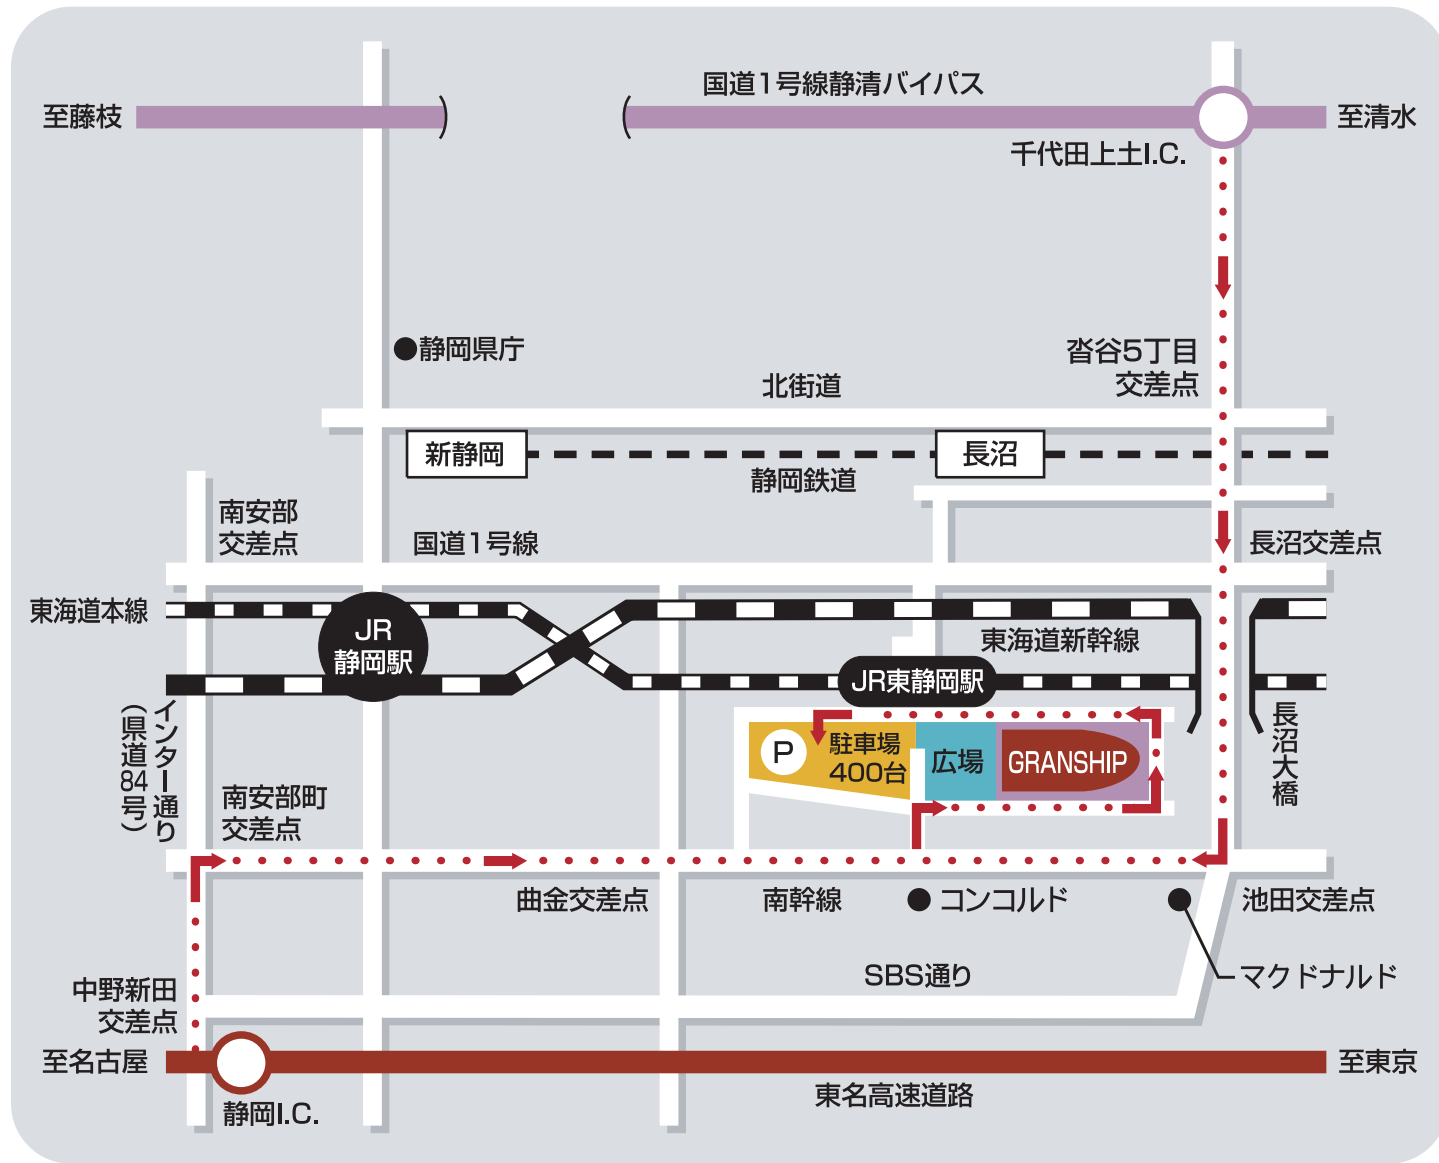 国道1号線静清バイパス
至藤枝
至清水
千代田上土I.C.
静岡県庁
沓谷5丁目
交差点
北街道
新静岡
長沼
静岡鉄道
南安部
交差点
国道1号線
長沼交差点
東海道本線
JR
静岡駅
東海道新幹線
JR東静岡駅
インター通り
(県道84号)
P
駐車場
400台
広場
GRANSHIP
長沼大橋
南安部町
交差点
曲金交差点
南幹線
コンコルド
池田交差点
SBS通り
マクドナルド
中野新田
交差点
至名古屋
至東京
東名高速道路
静岡I.C.